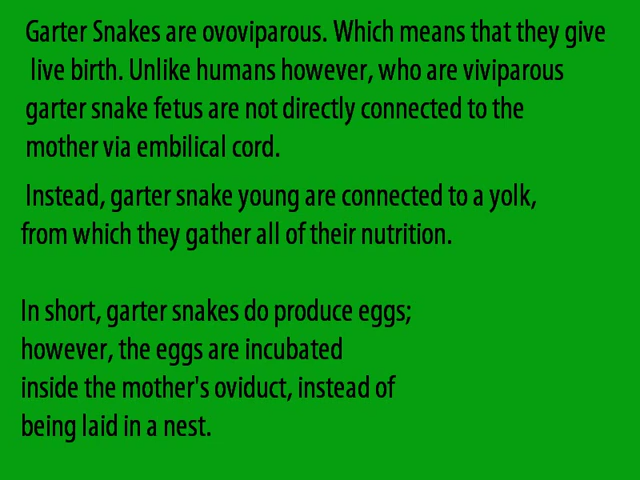 Garter Snakes are ovoviparous. Which means that they give
live birth. Unlike humans however, who are viviparous
garter snake fetus are not directly connected to the
mother via embilical cord.
Instead, garter snake young are connected to a yolk,
from which they gather all of their nutrition.
In short, garter snakes do produce eggs;
however, the eggs are incubated
inside the mother's oviduct, instead of
being laid in a nest.